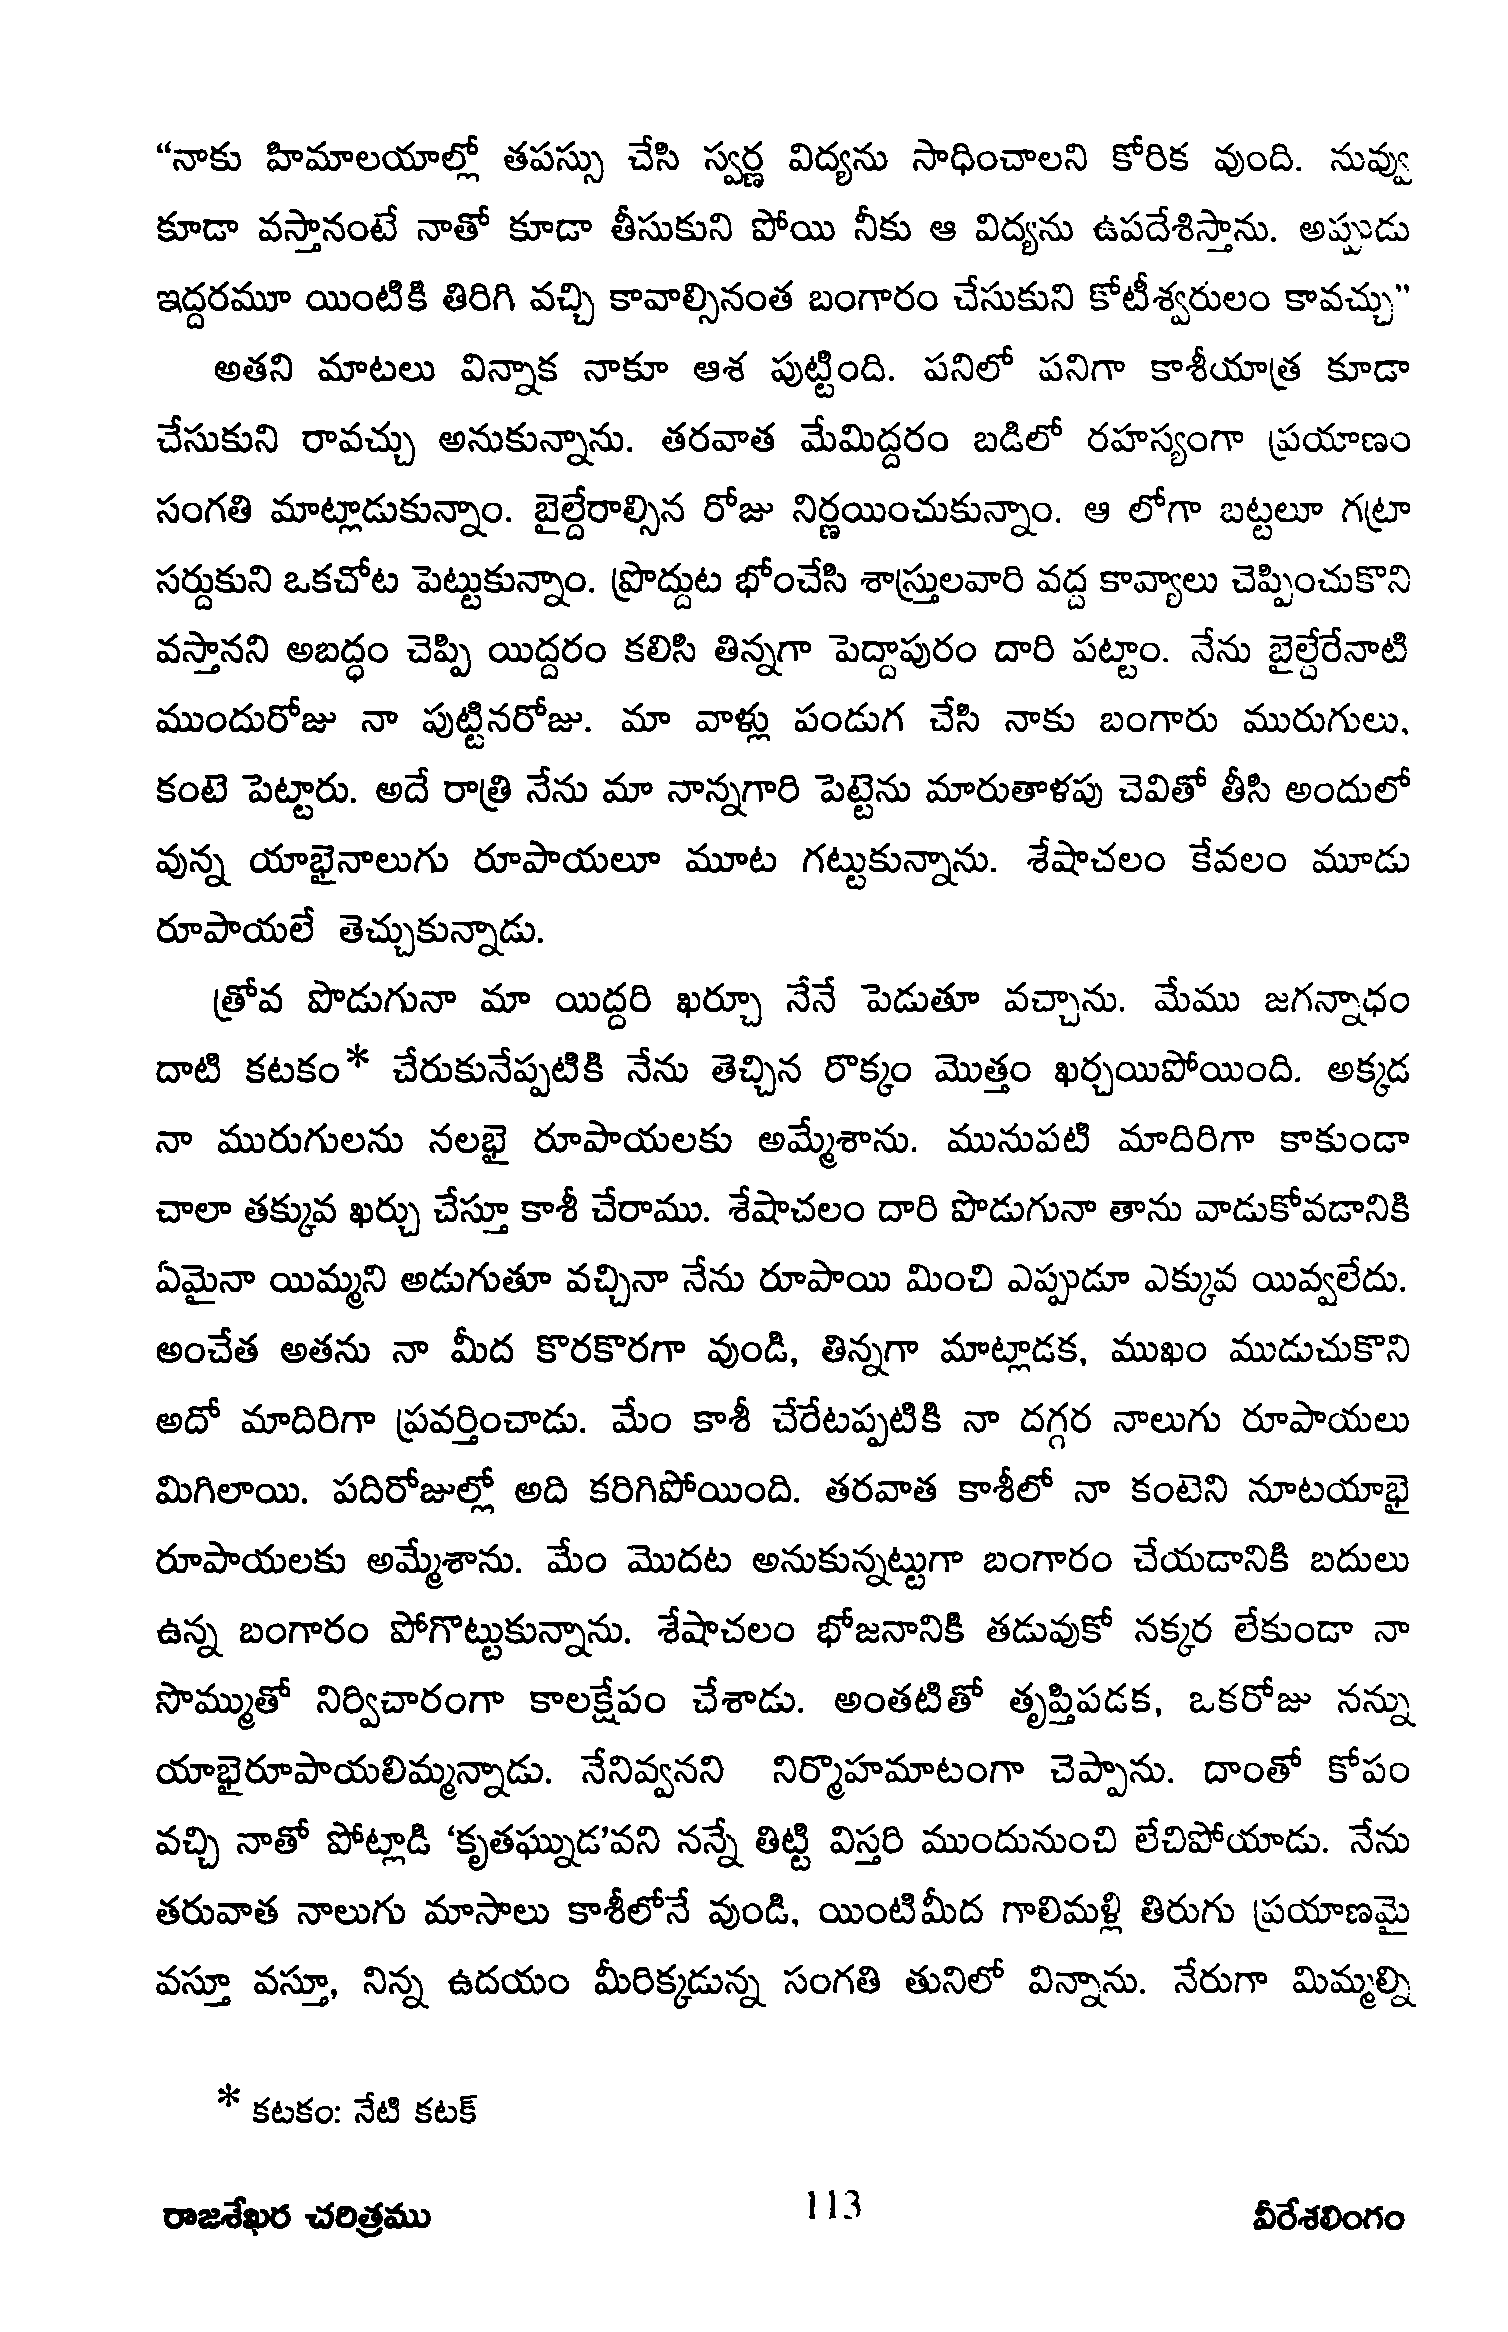 “నాకు హిమాలయాల్లో తపస్సు చేసి స్వర్ణ విద్యను సాధించాలని కోరిక వుంది. నువ్వు
కూడా వస్తానంటే నాతో కూడా తీసుకుని పోయి నీకు ఆ విద్యను ఉపదేశిస్తాను. అప్పుడు
ఇద్దరమూ యింటికి తిరిగి వచ్చి కావాల్సినంత బంగారం చేసుకుని కోటీశ్వరులం కావచ్చు”
అతని మాటలు విన్నాక నాకూ ఆశ పుట్టింది. పనిలో పనిగా కాశీయాత్ర కూడా
చేసుకుని రావచ్చు అనుకున్నాను. తరవాత మేమిద్దరం బడిలో రహస్యంగా ప్రయాణం
సంగతి మాట్లాడుకున్నాం. బైల్దేరాల్సిన రోజు నిర్ణయించుకున్నాం. ఆ లోగా బట్టలూ గట్రా
సర్దుకుని ఒకచోట పెట్టుకున్నాం. ప్రొద్దుట భోంచేసి శాస్త్రులవారి వద్ద కావ్యాలు చెప్పించుకొని
వస్తానని అబద్ధం చెప్పి యిద్దరం కలిసి తిన్నగా పెద్దాపురం దారి పట్టాం. నేను బైల్దేరేనాటి
ముందురోజు నా పుట్టినరోజు. మా వాళ్లు పండుగ చేసి నాకు బంగారు మురుగులు,
కంటె పెట్టారు. అదే రాత్రి నేను మా నాన్నగారి పెట్టెను మారుతాళపు చెవితో తీసి అందులో
వున్న యాభైనాలుగు రూపాయలూ మూట గట్టుకున్నాను. శేషాచలం కేవలం మూడు
రూపాయలే తెచ్చుకున్నాడు.
త్రోవ పొడుగునా మా యిద్దరి ఖర్చూ నేనే పెడుతూ వచ్చాను. మేము జగన్నాధం
దాటి కటకం* చేరుకునేప్పటికి నేను తెచ్చిన రొక్కం మొత్తం ఖర్చయిపోయింది. అక్కడ
నా మురుగులను నలభై రూపాయలకు అమ్మేశాను. మునుపటి మాదిరిగా కాకుండా
చాలా తక్కువ ఖర్చు చేస్తూ కాశీ చేరాము. శేషాచలం దారి పొడుగునా తాను వాడుకోవడానికి
ఏమైనా యిమ్మని అడుగుతూ వచ్చినా నేను రూపాయి మించి ఎప్పుడూ ఎక్కువ యివ్వలేదు.
అంచేత అతను నా మీద కొరకొరగా వుండి, తిన్నగా మాట్లాడక, ముఖం ముడుచుకొని
అదో మాదిరిగా ప్రవర్తించాడు. మేం కాశీ చేరేటప్పటికి నా దగ్గర నాలుగు రూపాయలు
మిగిలాయి. పదిరోజుల్లో అది కరిగిపోయింది. తరవాత కాశీలో నా కంటెని నూటయాభై
రూపాయలకు అమ్మేశాను. మేం మొదట అనుకున్నట్టుగా బంగారం చేయడానికి బదులు
ఉన్న బంగారం పోగొట్టుకున్నాను. శేషాచలం భోజనానికి తడువుకో నక్కర లేకుండా నా
సొమ్ముతో నిర్విచారంగా కాలక్షేపం చేశాడు. అంతటితో తృప్తిపడక, ఒకరోజు నన్ను
యాభైరూపాయలిమ్మన్నాడు. నేనివ్వనని నిర్మొహమాటంగా చెప్పాను. దాంతో కోపం
వచ్చి నాతో పోట్లాడి ‘కృతఘ్నుడ’వని నన్నే తిట్టి విస్తరి ముందునుంచి లేచిపోయాడు. నేను
తరువాత నాలుగు మాసాలు కాశీలోనే వుండి, యింటిమీద గాలిమళ్లి తిరుగు ప్రయాణమై
వస్తూ వస్తూ, నిన్న ఉదయం మీరిక్కడున్న సంగతి తునిలో విన్నాను. నేరుగా మిమ్మల్ని
* కటకం: నేటి కటక్
రాజశేఖర చరిత్రము 113 వీరేశలింగం